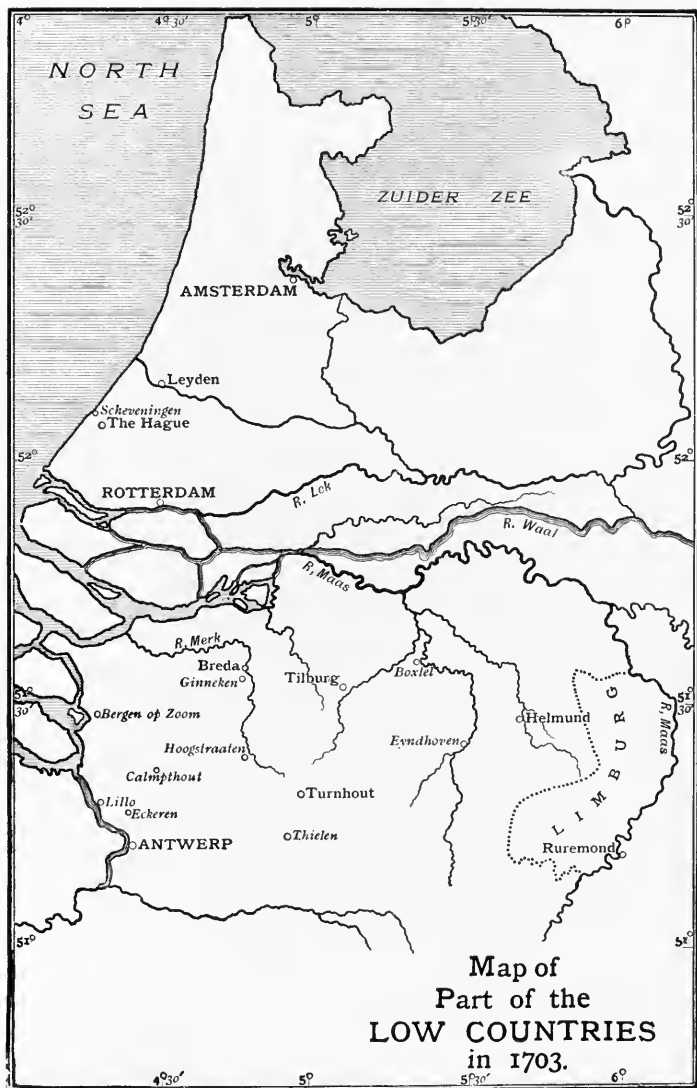 4° 4°30' 5° 5°30' 6°
NORTH
SEA
52°
30'
ZUIDER ZEE
52°
30'
AMSTERDAM
Leyden
Scheveningen
The Hague
52°
52°
ROTTERDAM
R. Lek
R. Waal
R. Maas
R. Merk
Breda
Ginneken
Tilburg
Boxlel
51°
30'
51°
30'
Bergen op Zoom
Helmund
LIMBURG
R. Maas
Hoogstraaten
Eyndhoven
Calmpthout
Turnhout
Lillo
Eckeren
Thielen
ANTWERP
Ruremond
51°
51°
Map of
Part of the
LOW COUNTRIES
in 1703.
4°30' 5° 5°30' 6°